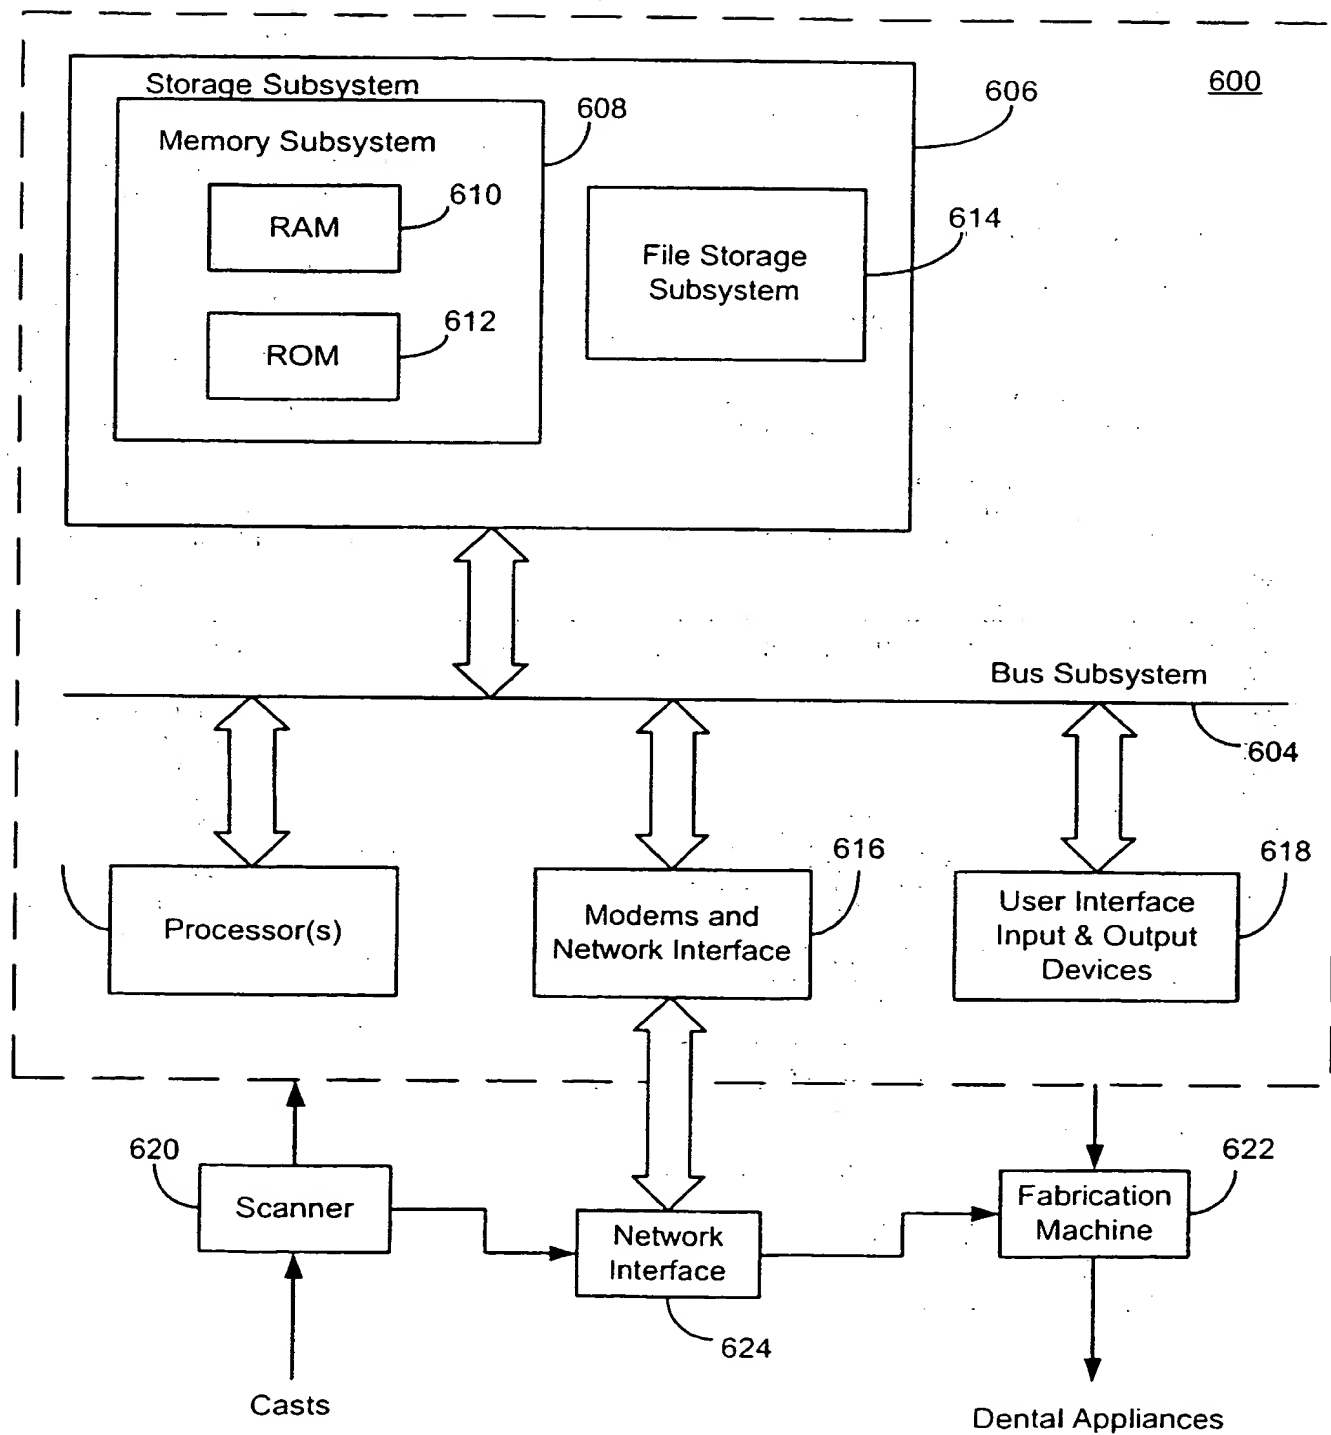 600
Storage Subsystem
606
608
Memory Subsystem
RAM
610
ROM
612
File Storage
Subsystem
614
Bus Subsystem
604
Processor(s)
Modems and
Network Interface
616
User Interface
Input & Output
Devices
618
620
Scanner
Network
Interface
624
Fabrication
Machine
622
Casts
Dental Appliances